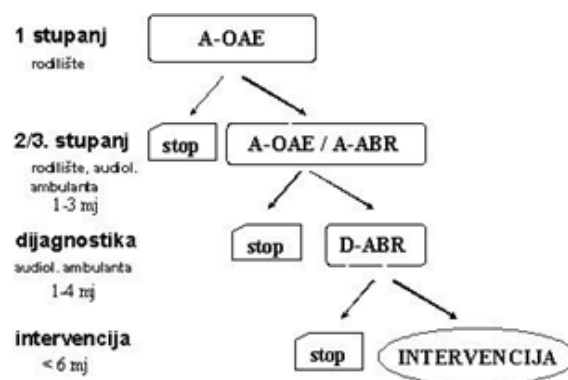 1 stupanj
rodilište
A-OAE
2/3. stupanj
rodilište, audiol.
ambulanta
1-3 mj
stop
A-OAE / A-ABR
dijagnostika
audiol. ambulanta
1-4 mj
stop
D-ABR
intervencija
< 6 mj
stop
INTERVENCIJA